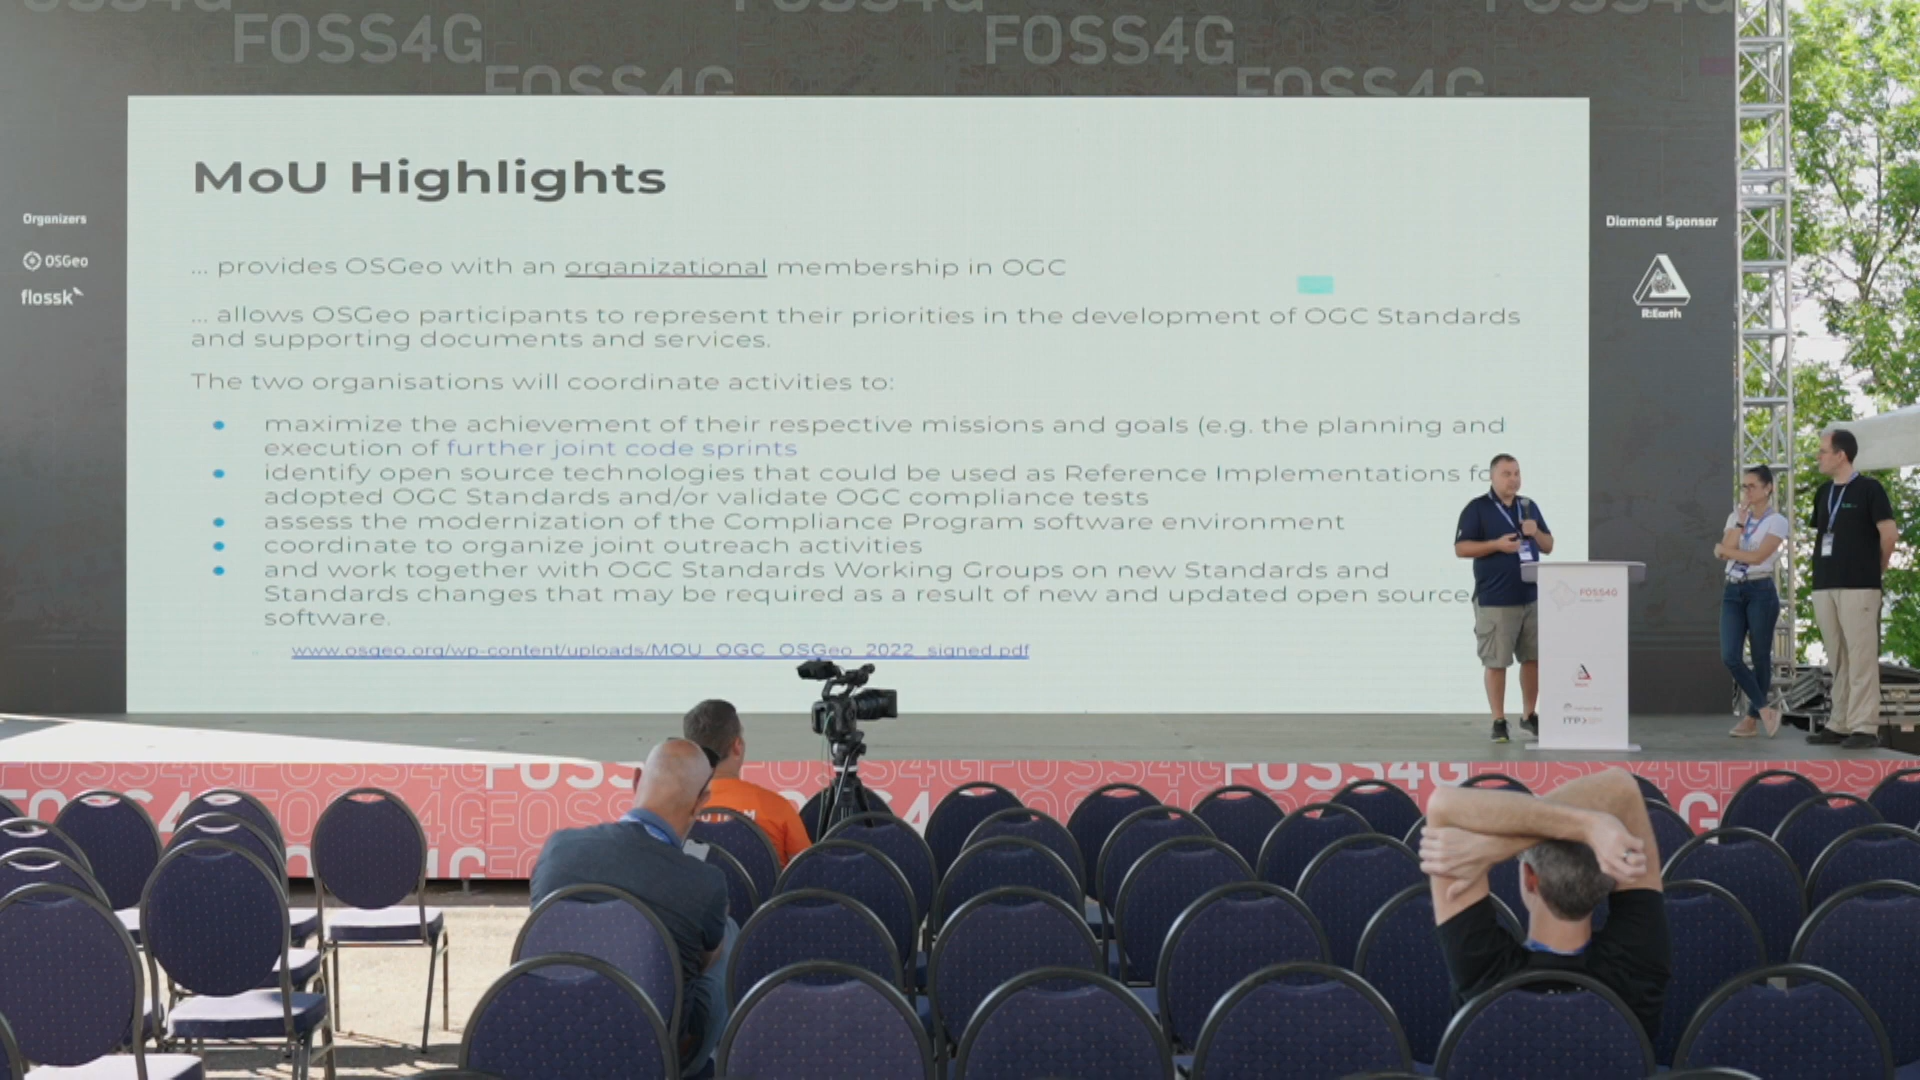 FOSS4G
FOSS4G
FOSS4G
FOSS4G
MoU Highlights
Organizers
OSGeo
flossk
Diamond Sponsor
R:Earth
... provides OSGeo with an organizational membership in OGC
... allows OSGeo participants to represent their priorities in the development of OGC Standards
and supporting documents and services.
The two organisations will coordinate activities to:
maximize the achievement of their respective missions and goals (e.g. the planning and
execution of further joint code sprints
identify open source technologies that could be used as Reference Implementations fo
adopted OGC Standards and/or validate OGC compliance tests
assess the modernization of the Compliance Program software environment
coordinate to organize joint outreach activities
and work together with OGC Standards Working Groups on new Standards and
Standards changes that may be required as a result of new and updated open source
software.
www.osgeo.org/wp-content/uploads/MOU_OGC_OSGeo_2022_signed.pdf
FOSS4G
ITP
FOSS4G